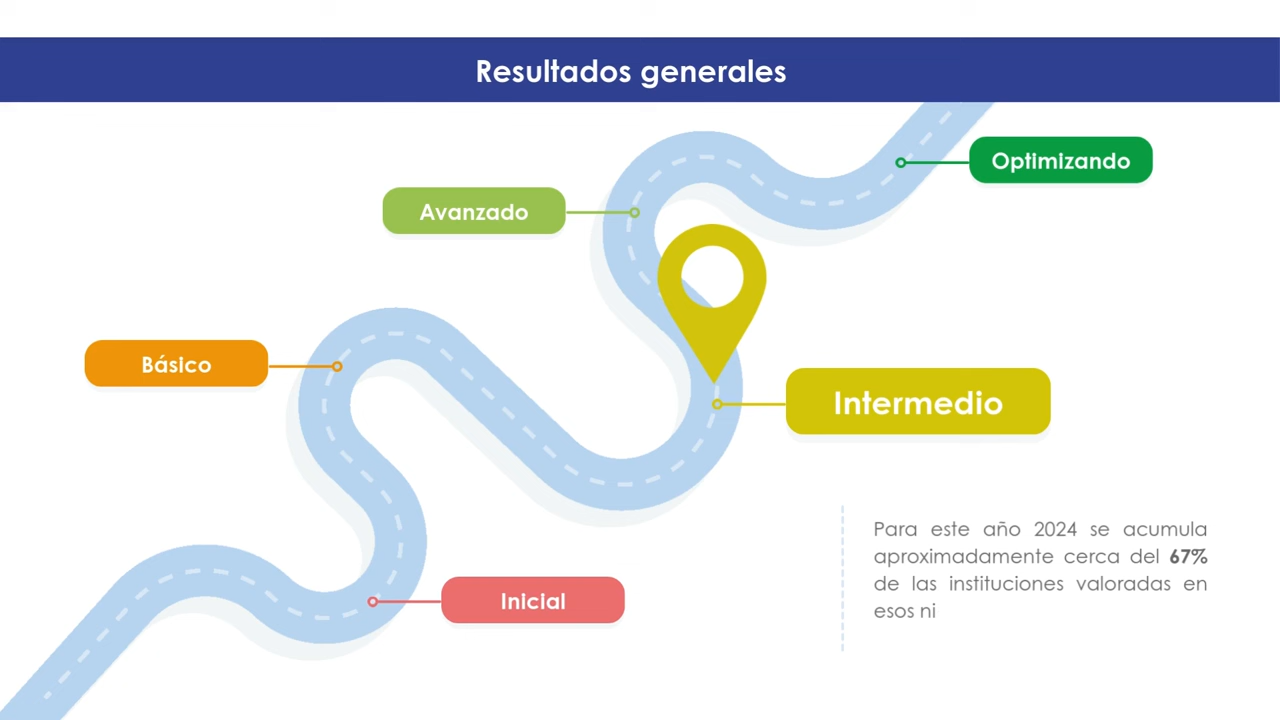 Resultados generales
Optimizando
Avanzado
Básico
Intermedio
Inicial
Para este año 2024 se acumula
aproximadamente cerca del 67%
de las instituciones valoradas en
esos ni